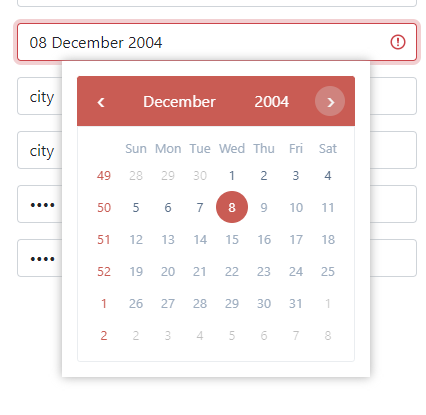 08 December 2004
December 2004
Sun Mon Tue Wed Thu Fri Sat
49 28 29 30 1 2 3 4
50 5 6 7 8 9 10 11
51 12 13 14 15 16 17 18
52 19 20 21 22 23 24 25
1 26 27 28 29 30 31 1
2 2 3 4 5 6 7 8
city
city
••••
••••